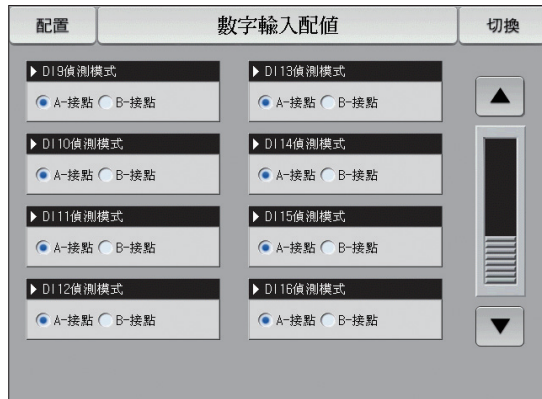 配置
數字輸入配值
切換
DI9偵測模式
A-接點 B-接點
DI10偵測模式
A-接點 B-接點
DI11偵測模式
A-接點 B-接點
DI12偵測模式
A-接點 B-接點
DI13偵測模式
A-接點 B-接點
DI14偵測模式
A-接點 B-接點
DI15偵測模式
A-接點 B-接點
DI16偵測模式
A-接點 B-接點